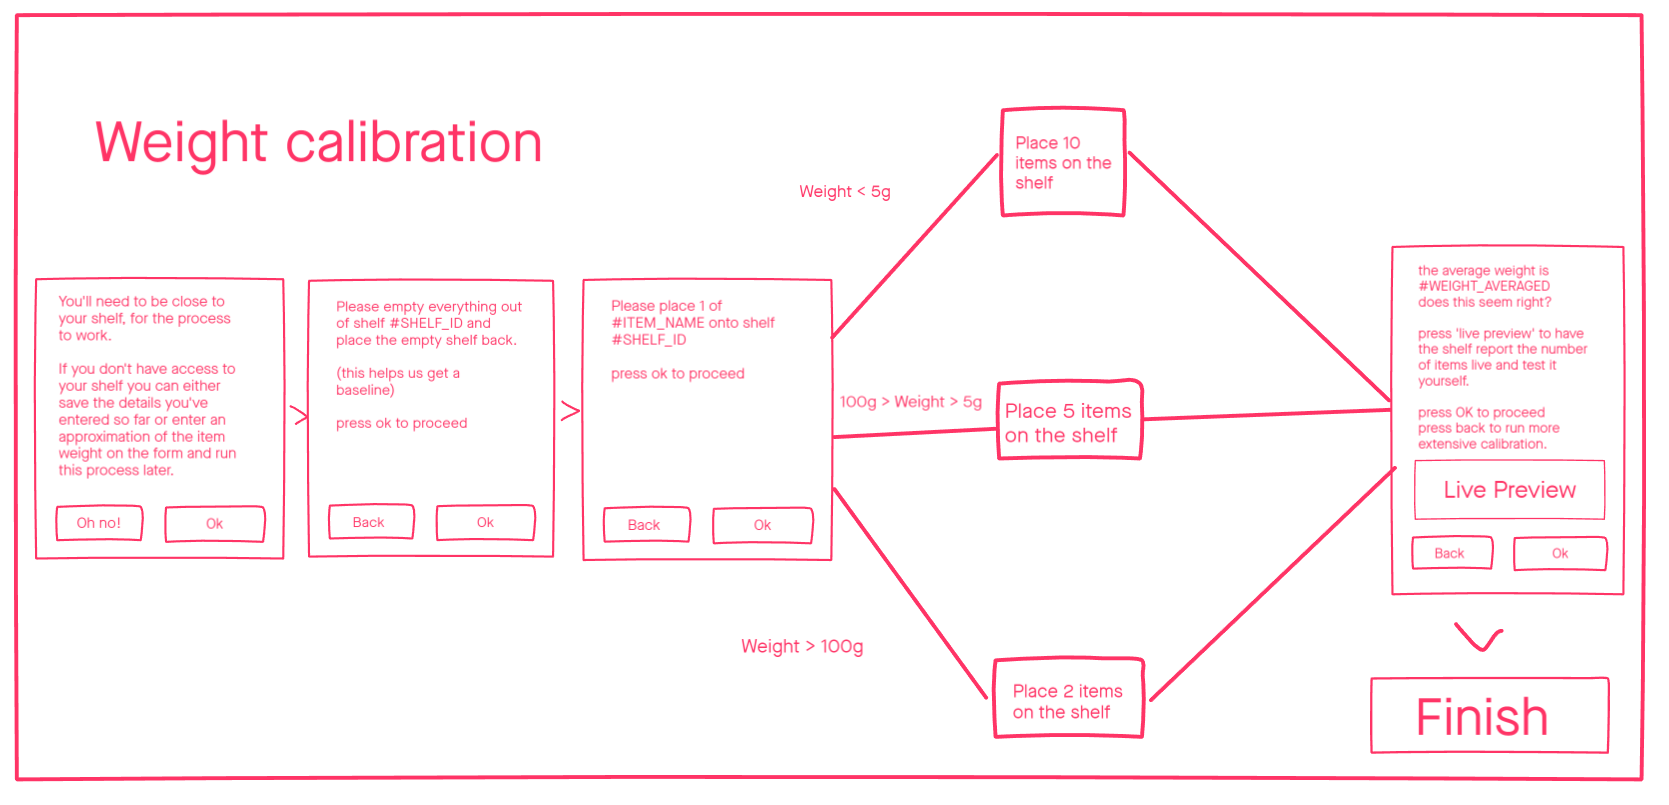 Weight calibration
You'll need to be close to
your shelf, for the process
to work.
If you don't have access to
your shelf you can either
save the details you've
entered so far or enter an
approximation of the item
weight on the form and run
this process later.
Oh no!
Ok
Please empty everything out
of shelf #SHELF_ID and
place the empty shelf back.
(this helps us get a
baseline)
press ok to proceed
Back
Ok
Please place 1 of
#ITEM_NAME onto shelf
#SHELF_ID
press ok to proceed
Back
Ok
Weight < 5g
Place 10
items on the
shelf
100g > Weight > 5g
Place 5 items
on the shelf
Weight > 100g
Place 2 items
on the shelf
the average weight is
#WEIGHT_AVERAGED
does this seem right?
press 'live preview' to have
the shelf report the number
of items live and test it
yourself.
press OK to proceed
press back to run more
extensive calibration.
Live Preview
Back
Ok
Finish